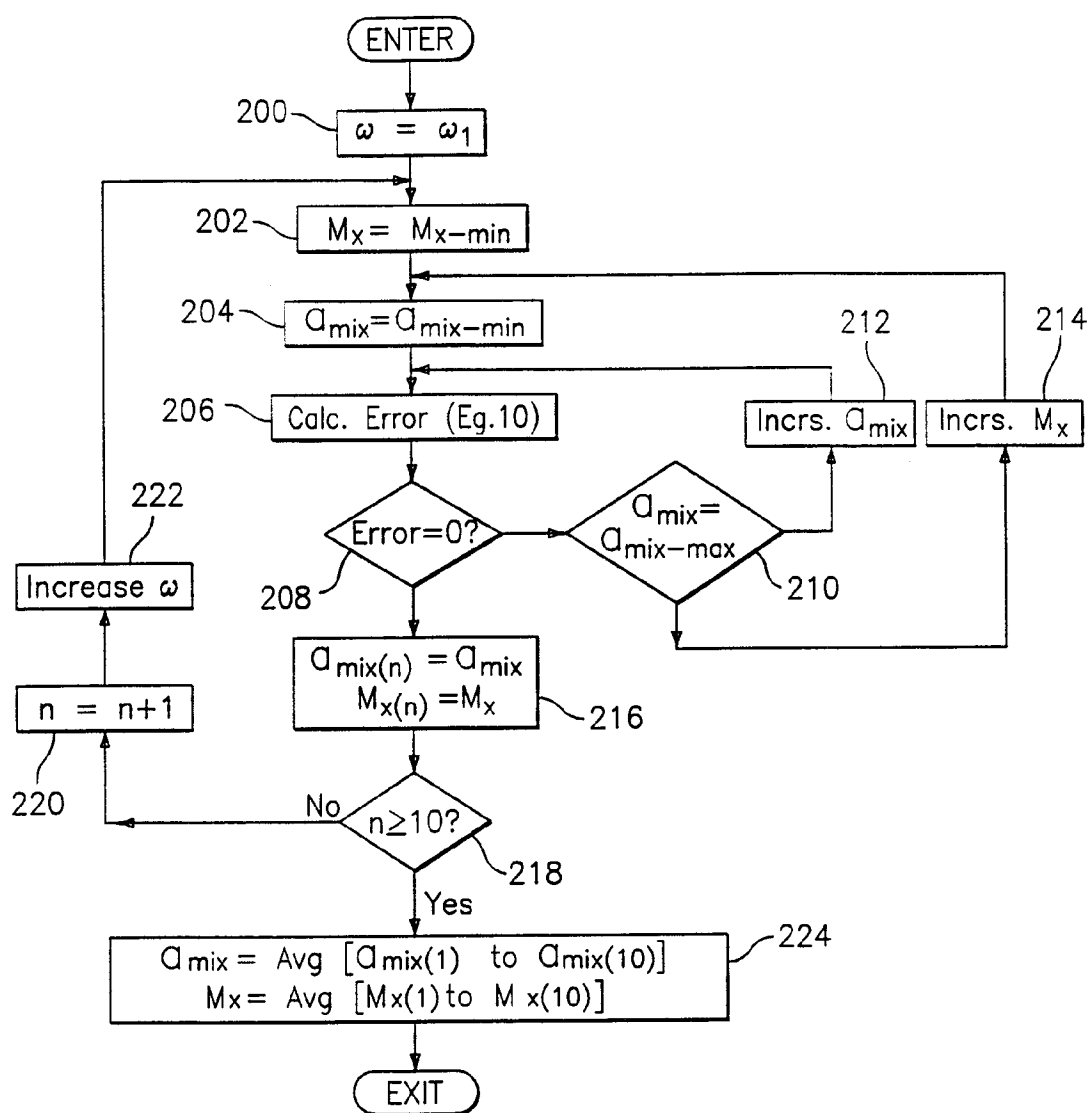 ENTER
200
ω = ω1
202
Mx= Mx-min
204
amix=amix-min
212
214
206
Calc. Error (Eg.10)
Incrs. amix
Incrs. Mx
222
Error=0?
amix=
amix-max
208
210
Increase ω
amix(n) = amix
Mx(n) =Mx
216
n = n+1
220
No
n≥10?
218
Yes
224
amix= Avg [amix(1) to amix(10)]
Mx= Avg [Mx(1) to Mx(10)]
EXIT